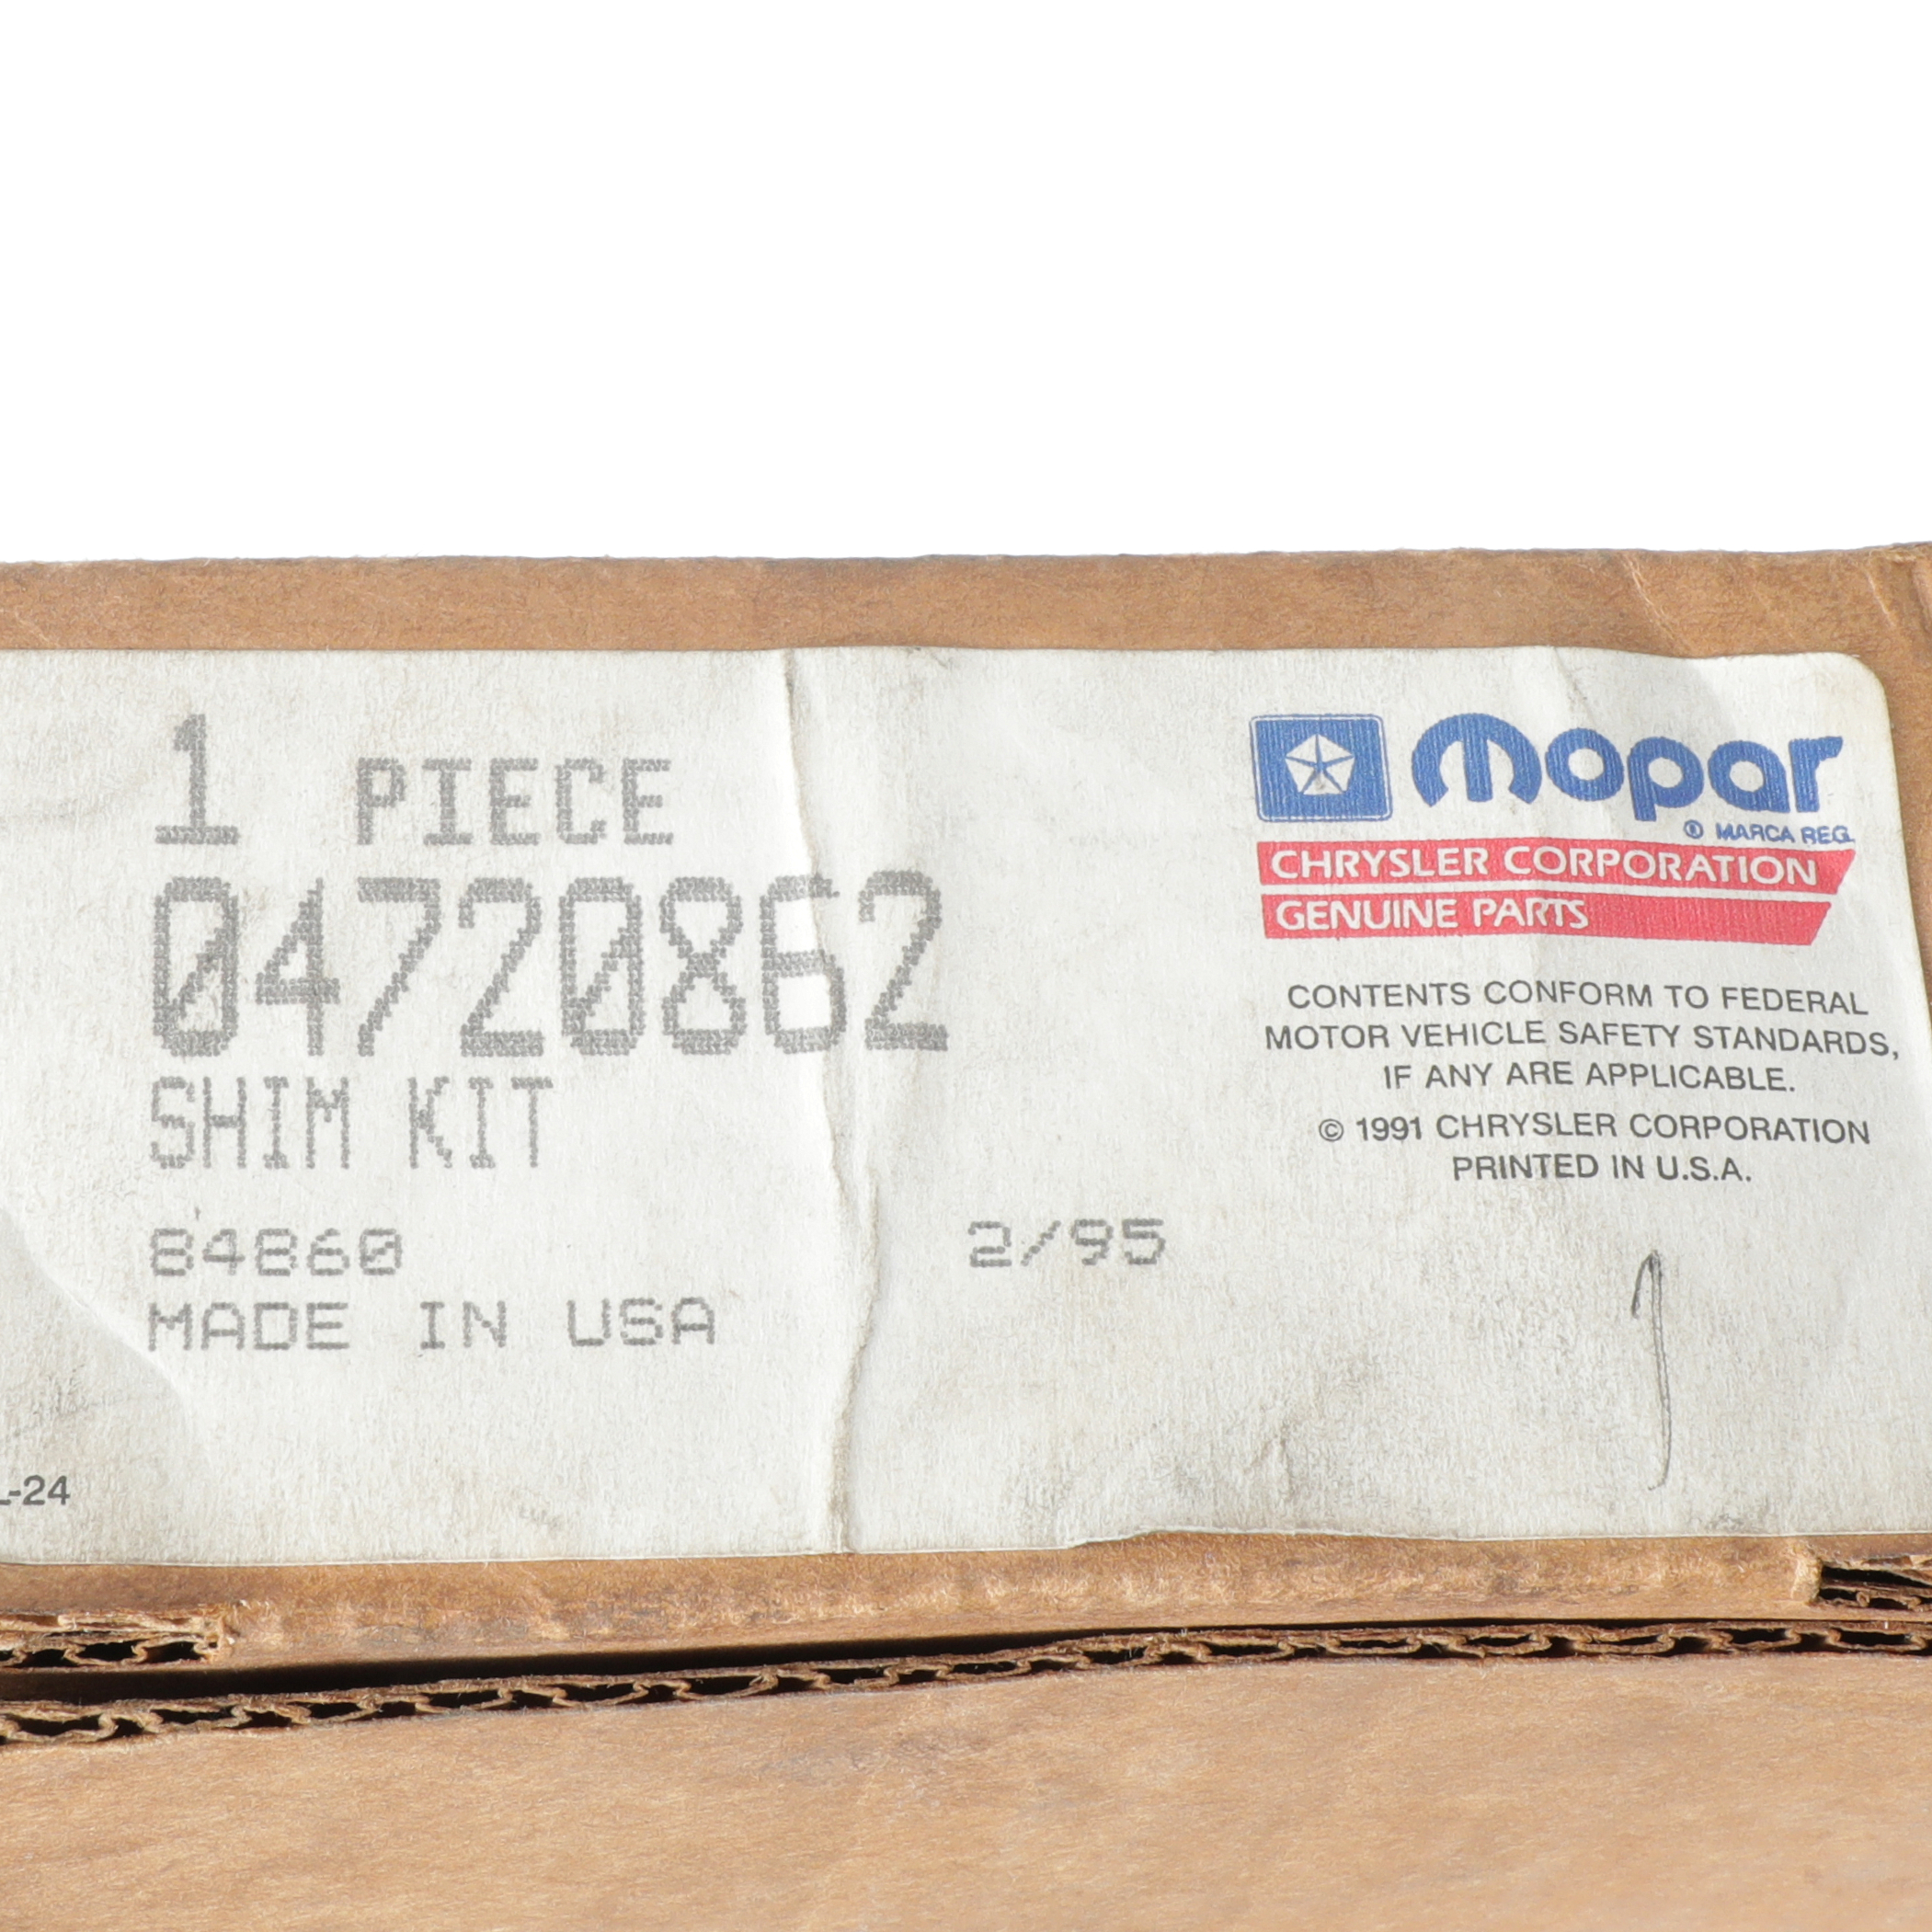 1 PIECE
04720862
SHIM KIT
84860
2/95
MADE IN USA
-24
mopar
® MARCA REG.
CHRYSLER CORPORATION
GENUINE PARTS
CONTENTS CONFORM TO FEDERAL
MOTOR VEHICLE SAFETY STANDARDS,
IF ANY ARE APPLICABLE.
© 1991 CHRYSLER CORPORATION
PRINTED IN U.S.A.
1